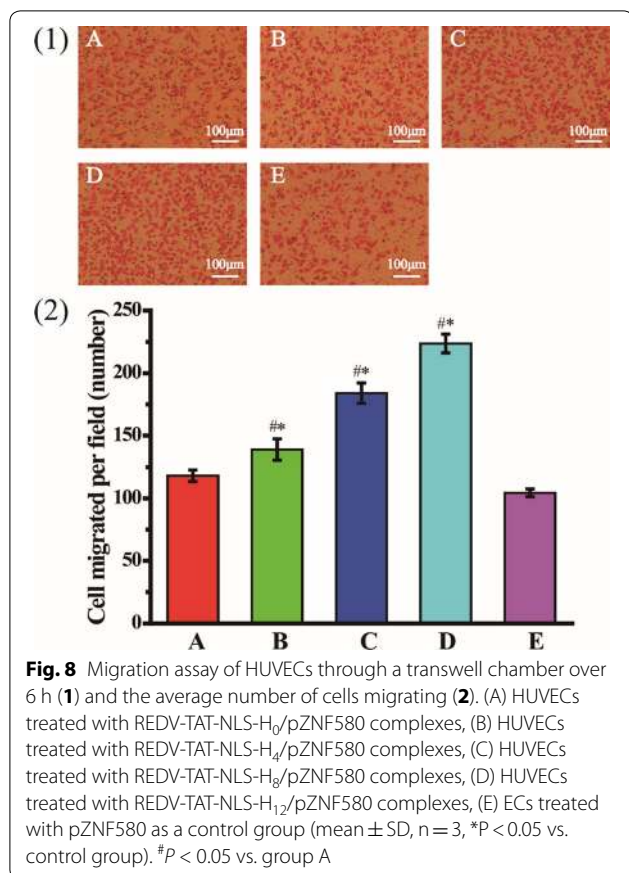 (1) A B C
100μm 100μm 100μm
D E
100μm 100μm
(2) 250
200
150
100
50
0
Cell migrated per field (number)
#* #* #*
A B C D E
Fig. 8 Migration assay of HUVECs through a transwell chamber over
6 h (1) and the average number of cells migrating (2). (A) HUVECs
treated with REDV-TAT-NLS-H₀/pZNF580 complexes, (B) HUVECs
treated with REDV-TAT-NLS-H₄/pZNF580 complexes, (C) HUVECs
treated with REDV-TAT-NLS-H₈/pZNF580 complexes, (D) HUVECs
treated with REDV-TAT-NLS-H₁₂/pZNF580 complexes, (E) ECs treated
with pZNF580 as a control group (mean ± SD, n = 3, *P < 0.05 vs.
control group). #P < 0.05 vs. group A